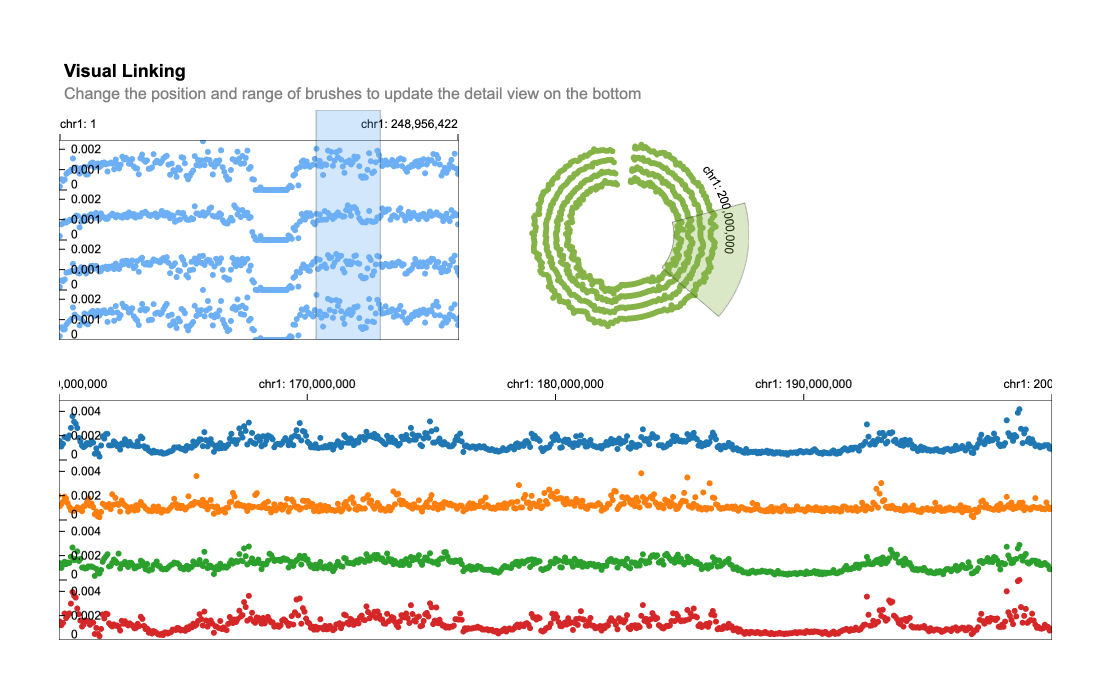 Visual Linking
Change the position and range of brushes to update the detail view on the bottom
chr1: 1
chr1: 248,956,422
0.002
0.001
0
0.002
0.001
0
0.002
0.001
0
0.002
0.001
0
chr1: 200,000,000
0,000,000
chr1: 170,000,000
chr1: 180,000,000
chr1: 190,000,000
chr1: 200
0.004
0.002
0
0.004
0.002
0
0.004
0.002
0
0.004
0.002
0